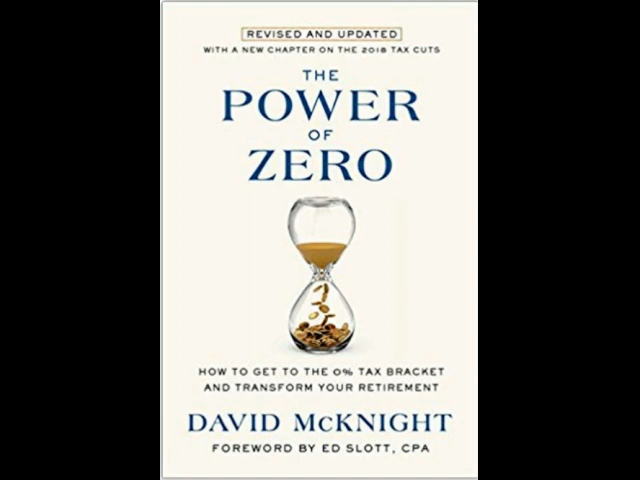 REVISED AND UPDATED
WITH A NEW CHAPTER ON THE 2018 TAX CUTS
THE
POWER
OF
ZERO
HOW TO GET TO THE 0% TAX BRACKET
AND TRANSFORM YOUR RETIREMENT
DAVID McKNIGHT
FOREWORD BY ED SLOTT, CPA